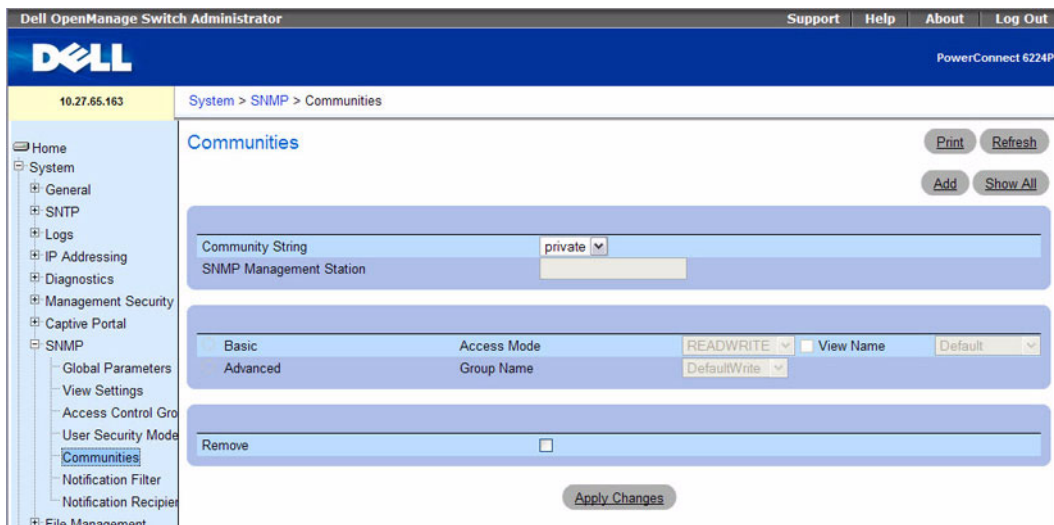 Dell OpenManage Switch Administrator
Support Help About Log Out
DELL
PowerConnect 6224P
10.27.65.163
System > SNMP > Communities
Home
System
General
SNTP
Logs
IP Addressing
Diagnostics
Management Security
Captive Portal
SNMP
Global Parameters
View Settings
Access Control Gro
User Security Mode
Communities
Notification Filter
Notification Recipier
File Management
Communities
Print Refresh
Add Show All
Community String private
SNMP Management Station
Basic Access Mode READWRITE View Name Default
Advanced Group Name DefaultWrite
Remove
Apply Changes